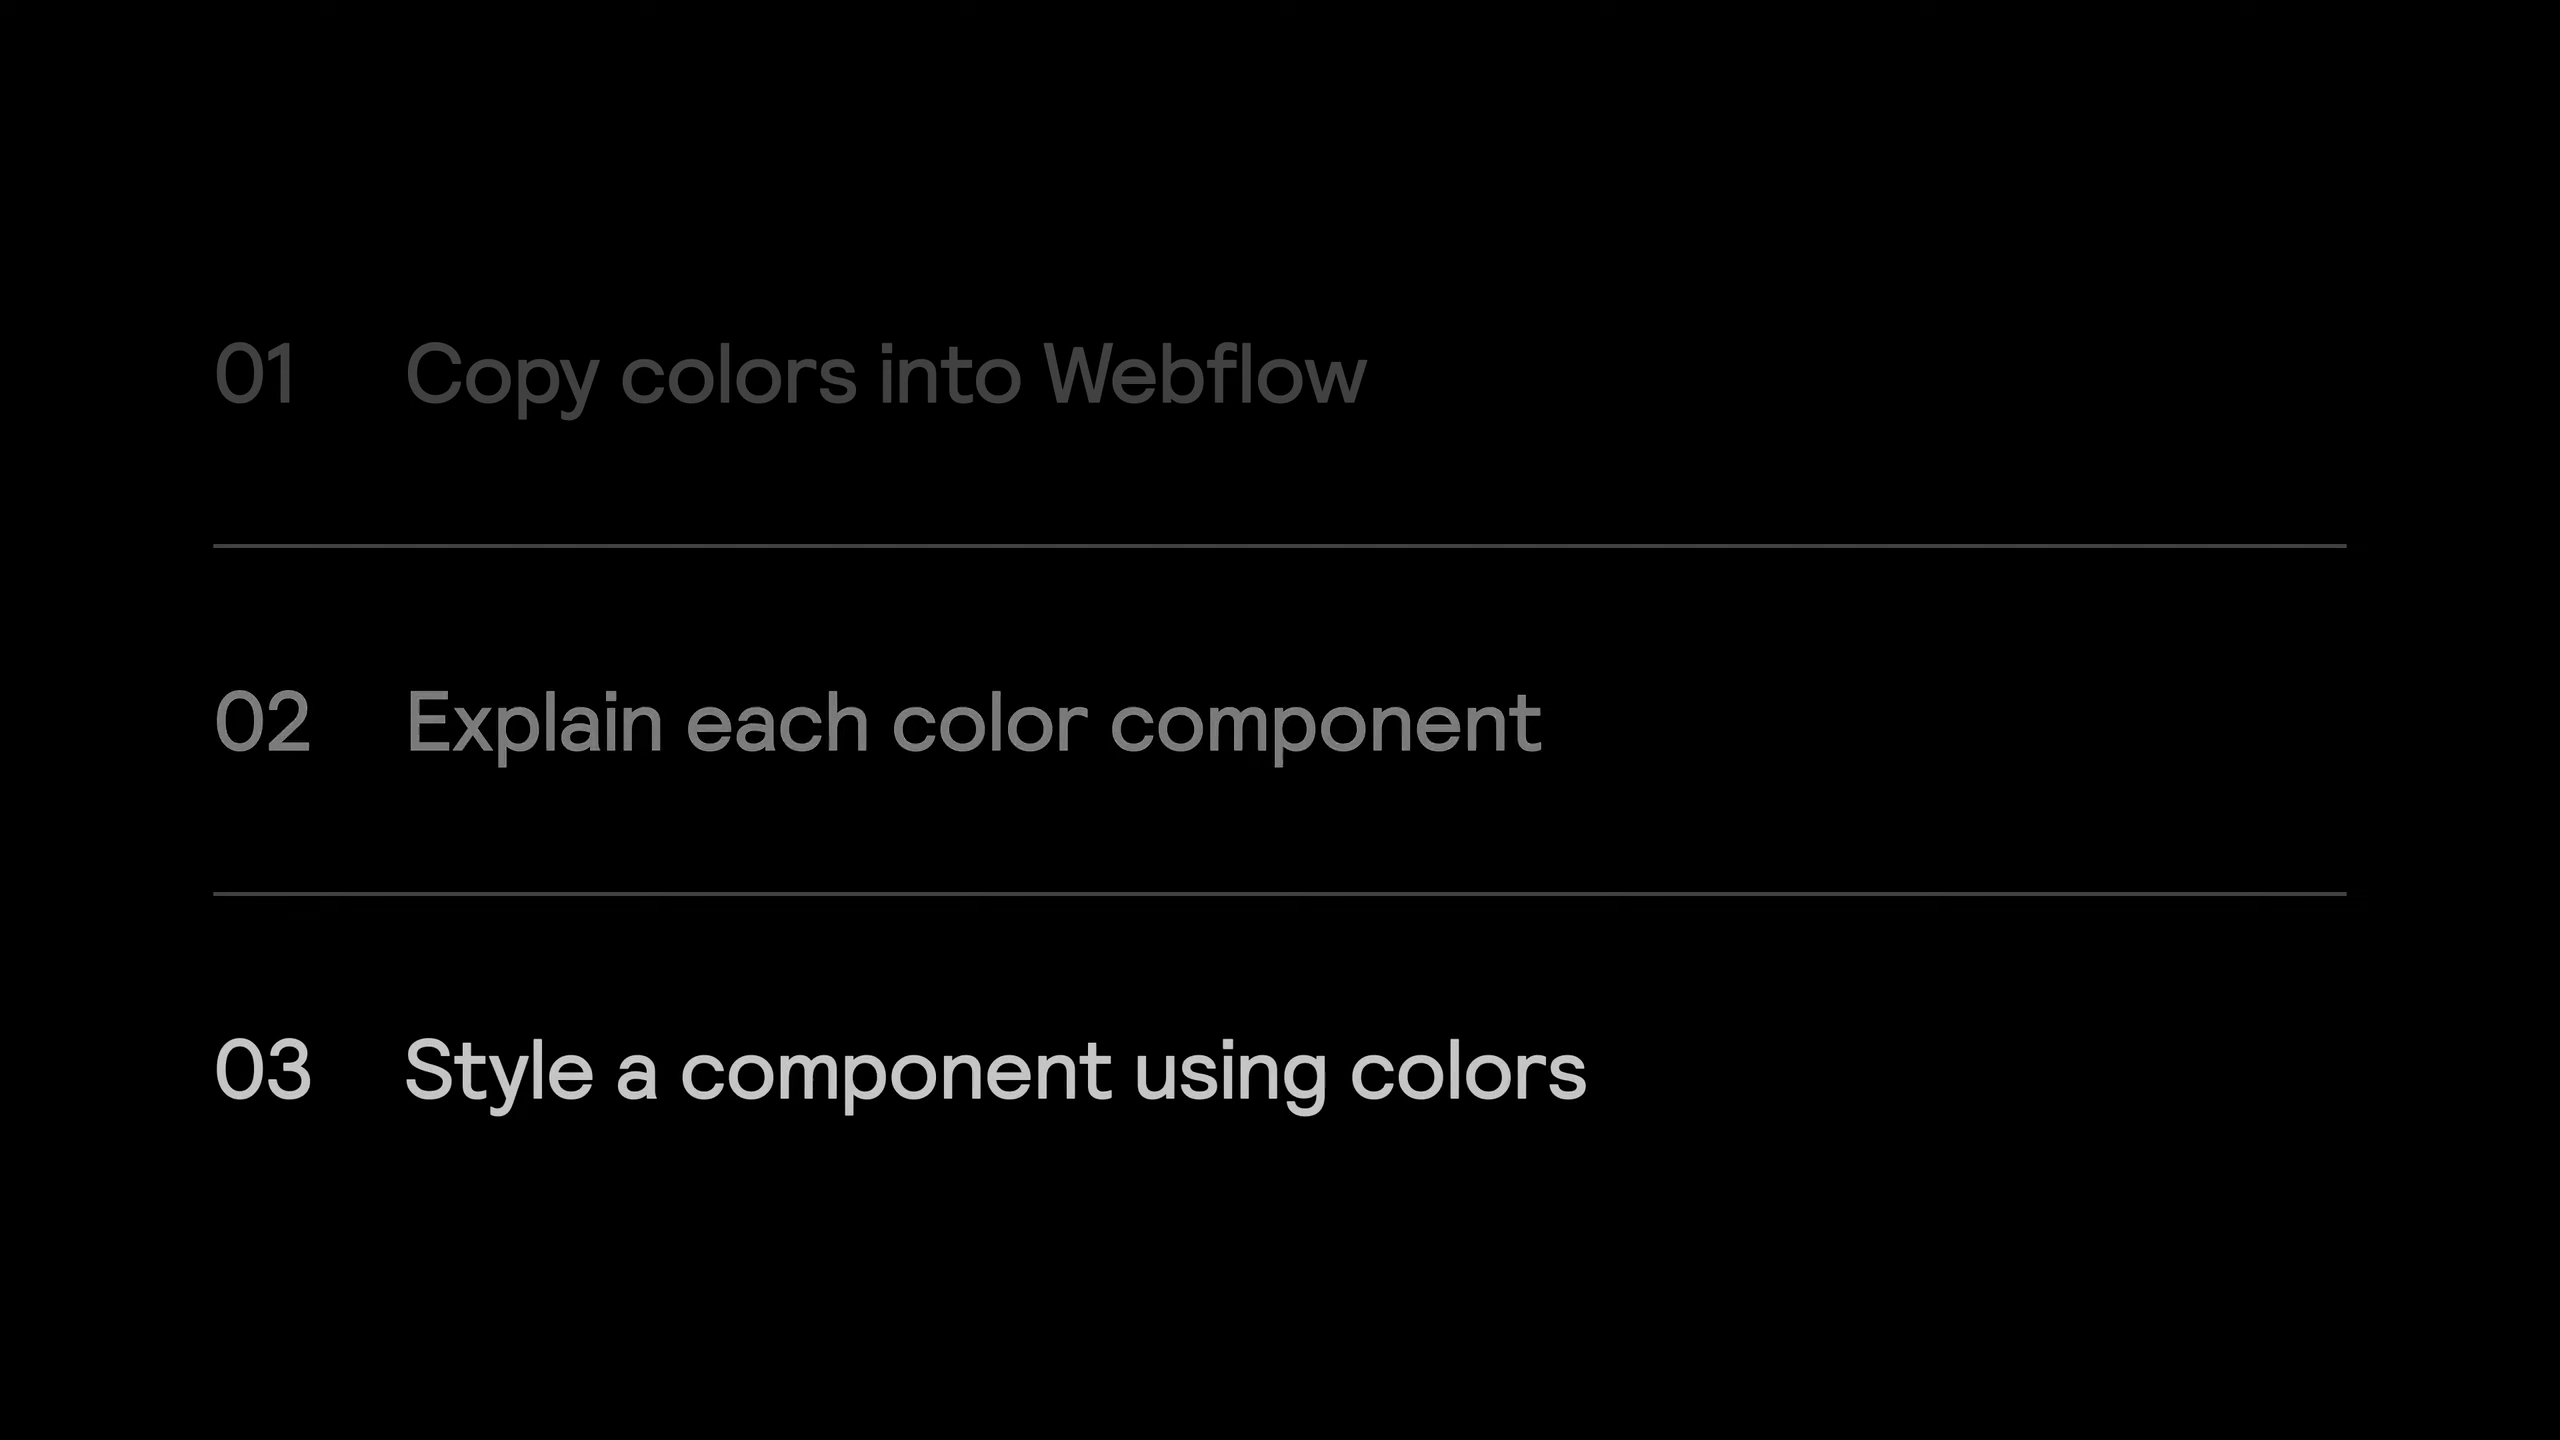 01 Copy colors into Webflow
02 Explain each color component
03 Style a component using colors